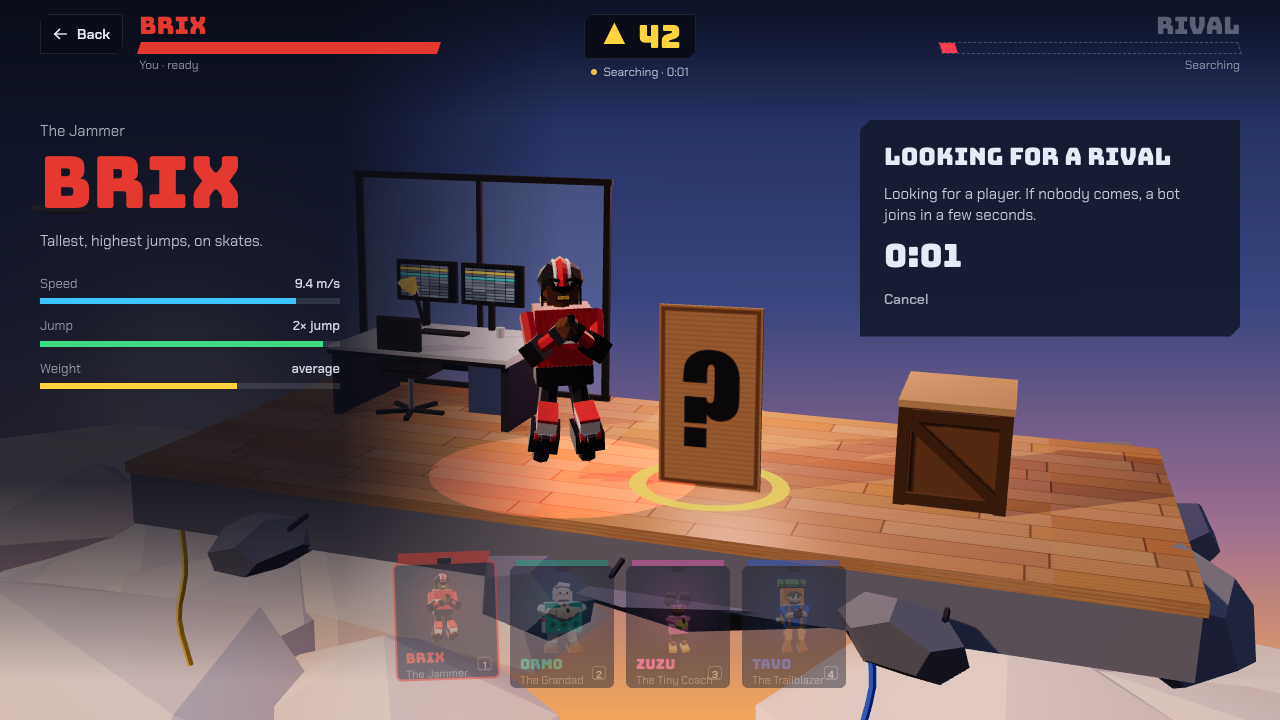 Back
BRIX
You · ready
42
Searching · 0:01
RIVAL
Searching
The Jammer
BRIX
Tallest, highest jumps, on skates.
Speed
9.4 m/s
Jump
2× jump
Weight
average
LOOKING FOR A RIVAL
Looking for a player. If nobody comes, a bot
joins in a few seconds.
0:01
Cancel
?
BRIX
The Jammer
1
ORMO
The Grandad
2
ZUZU
The Tiny Coach
3
TAVO
The Trailblazer
4